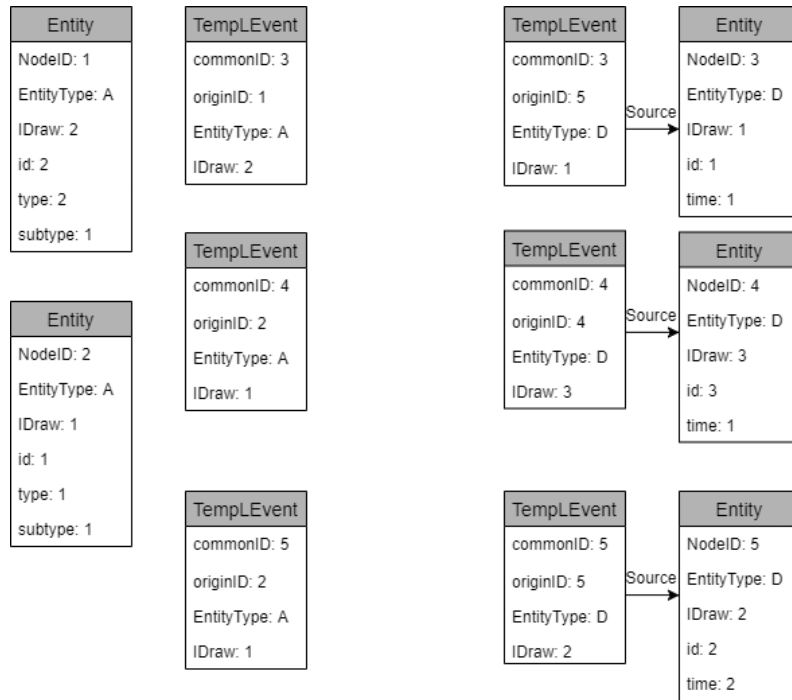 Entity
NodeID: 1
EntityType: A
IDraw: 2
id: 2
type: 2
subtype: 1
Entity
NodeID: 2
EntityType: A
IDraw: 1
id: 1
type: 1
subtype: 1
TempLEvent
commonID: 3
originID: 1
EntityType: A
IDraw: 2
TempLEvent
commonID: 4
originID: 2
EntityType: A
IDraw: 1
TempLEvent
commonID: 5
originID: 2
EntityType: A
IDraw: 1
TempLEvent
commonID: 3
originID: 5
EntityType: D
IDraw: 1
Source
Entity
NodeID: 3
EntityType: D
IDraw: 1
id: 1
time: 1
TempLEvent
commonID: 4
originID: 4
EntityType: D
IDraw: 3
Source
Entity
NodeID: 4
EntityType: D
IDraw: 3
id: 3
time: 1
TempLEvent
commonID: 5
originID: 5
EntityType: D
IDraw: 2
Source
Entity
NodeID: 5
EntityType: D
IDraw: 2
id: 2
time: 2